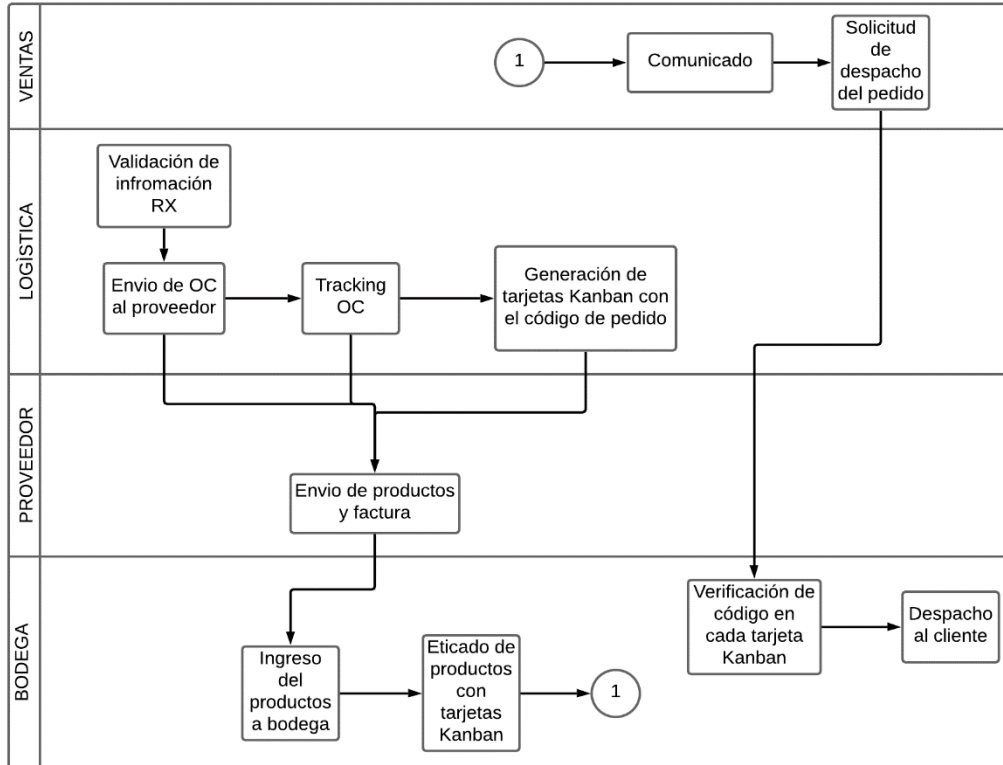 VENTAS
1
Comunicado
Solicitud
de
despacho
del pedido
LOGÌSTICA
Validación de
infromación
RX
Envio de OC
al proveedor
Tracking
OC
Generación de
tarjetas Kanban con
el código de pedido
PROVEEDOR
Envio de productos
y factura
BODEGA
Ingreso
del
productos
a bodega
Eticado de
productos
con
tarjetas
Kanban
1
Verificación de
código en
cada tarjeta
Kanban
Despacho
al cliente